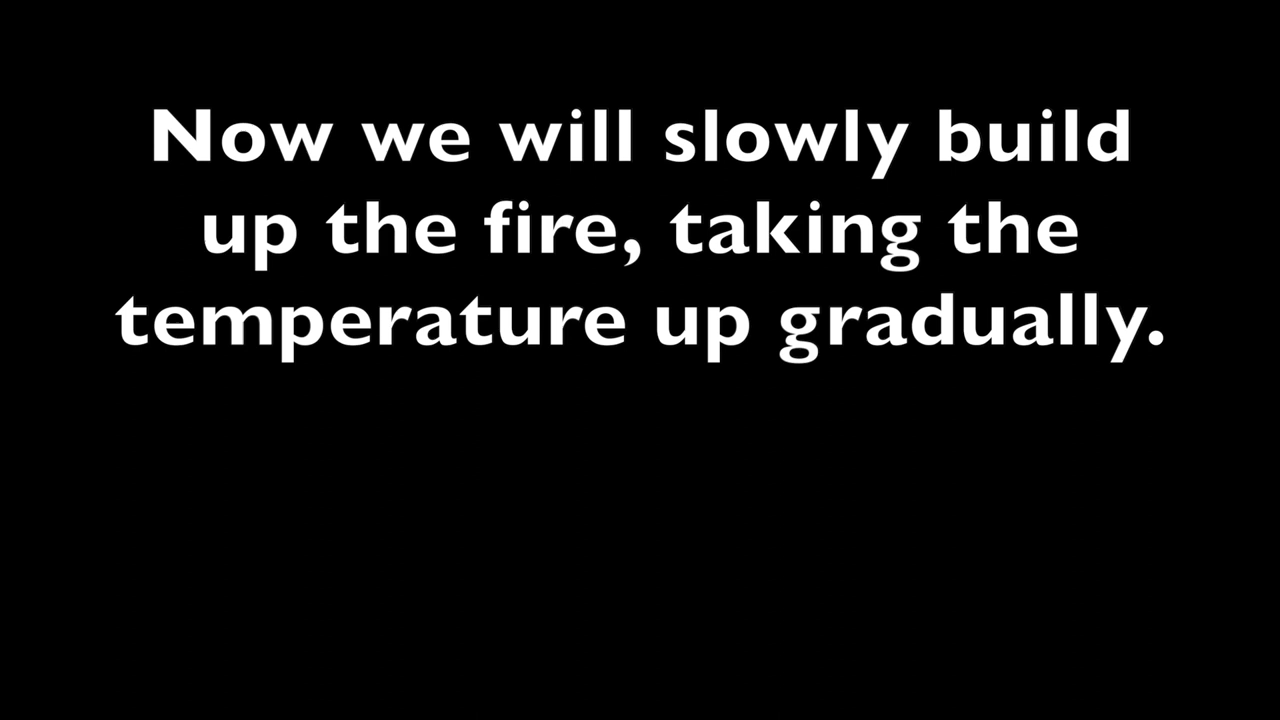 Now we will slowly build
up the fire, taking the
temperature up gradually.